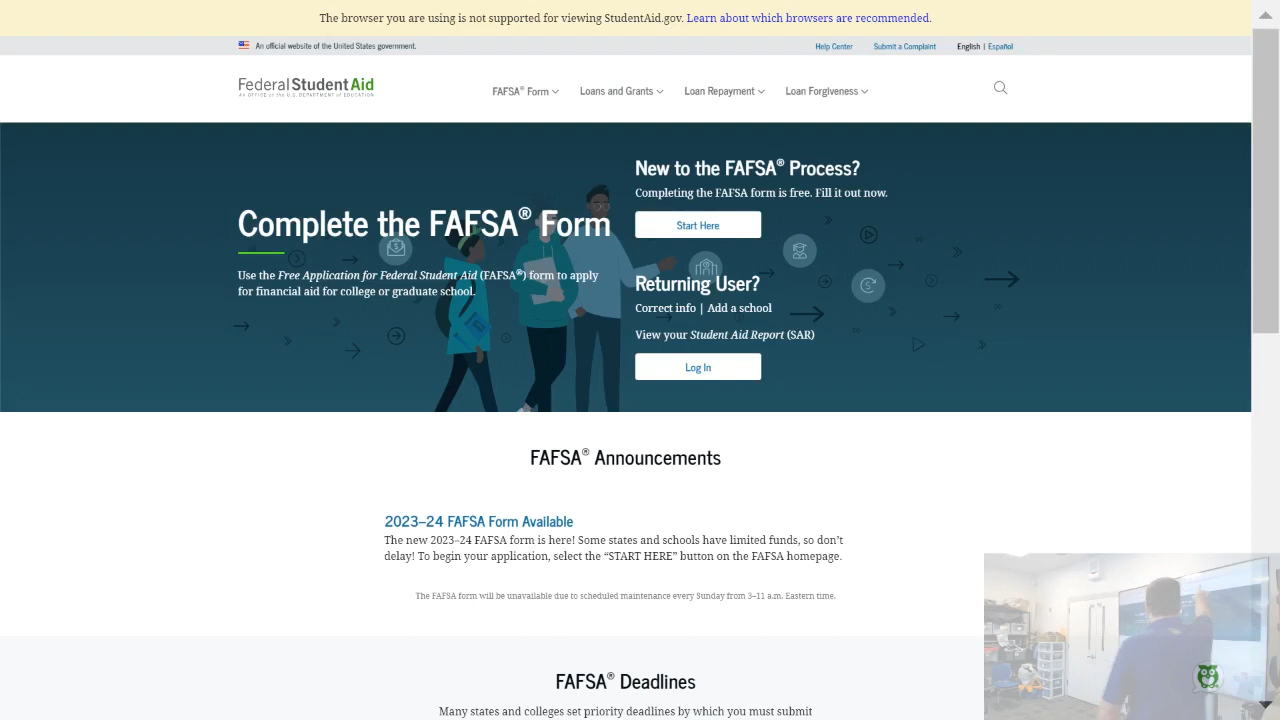 The browser you are using is not supported for viewing StudentAid.gov. Learn about which browsers are recommended.
An official website of the United States government.
Help Center
Submit a Complaint
English | Español
Federal Student Aid
AN OFFICE of the U.S. DEPARTMENT of EDUCATION
FAFSA® Form
Loans and Grants
Loan Repayment
Loan Forgiveness
Complete the FAFSA® Form
Use the Free Application for Federal Student Aid (FAFSA®) form to apply
for financial aid for college or graduate school.
New to the FAFSA® Process?
Completing the FAFSA form is free. Fill it out now.
Start Here
Returning User?
Correct info | Add a school
View your Student Aid Report (SAR)
Log In
FAFSA® Announcements
2023–24 FAFSA Form Available
The new 2023–24 FAFSA form is here! Some states and schools have limited funds, so don’t
delay! To begin your application, select the “START HERE” button on the FAFSA homepage.
The FAFSA form will be unavailable due to scheduled maintenance every Sunday from 3–11 a.m. Eastern time.
FAFSA® Deadlines
Many states and colleges set priority deadlines by which you must submit